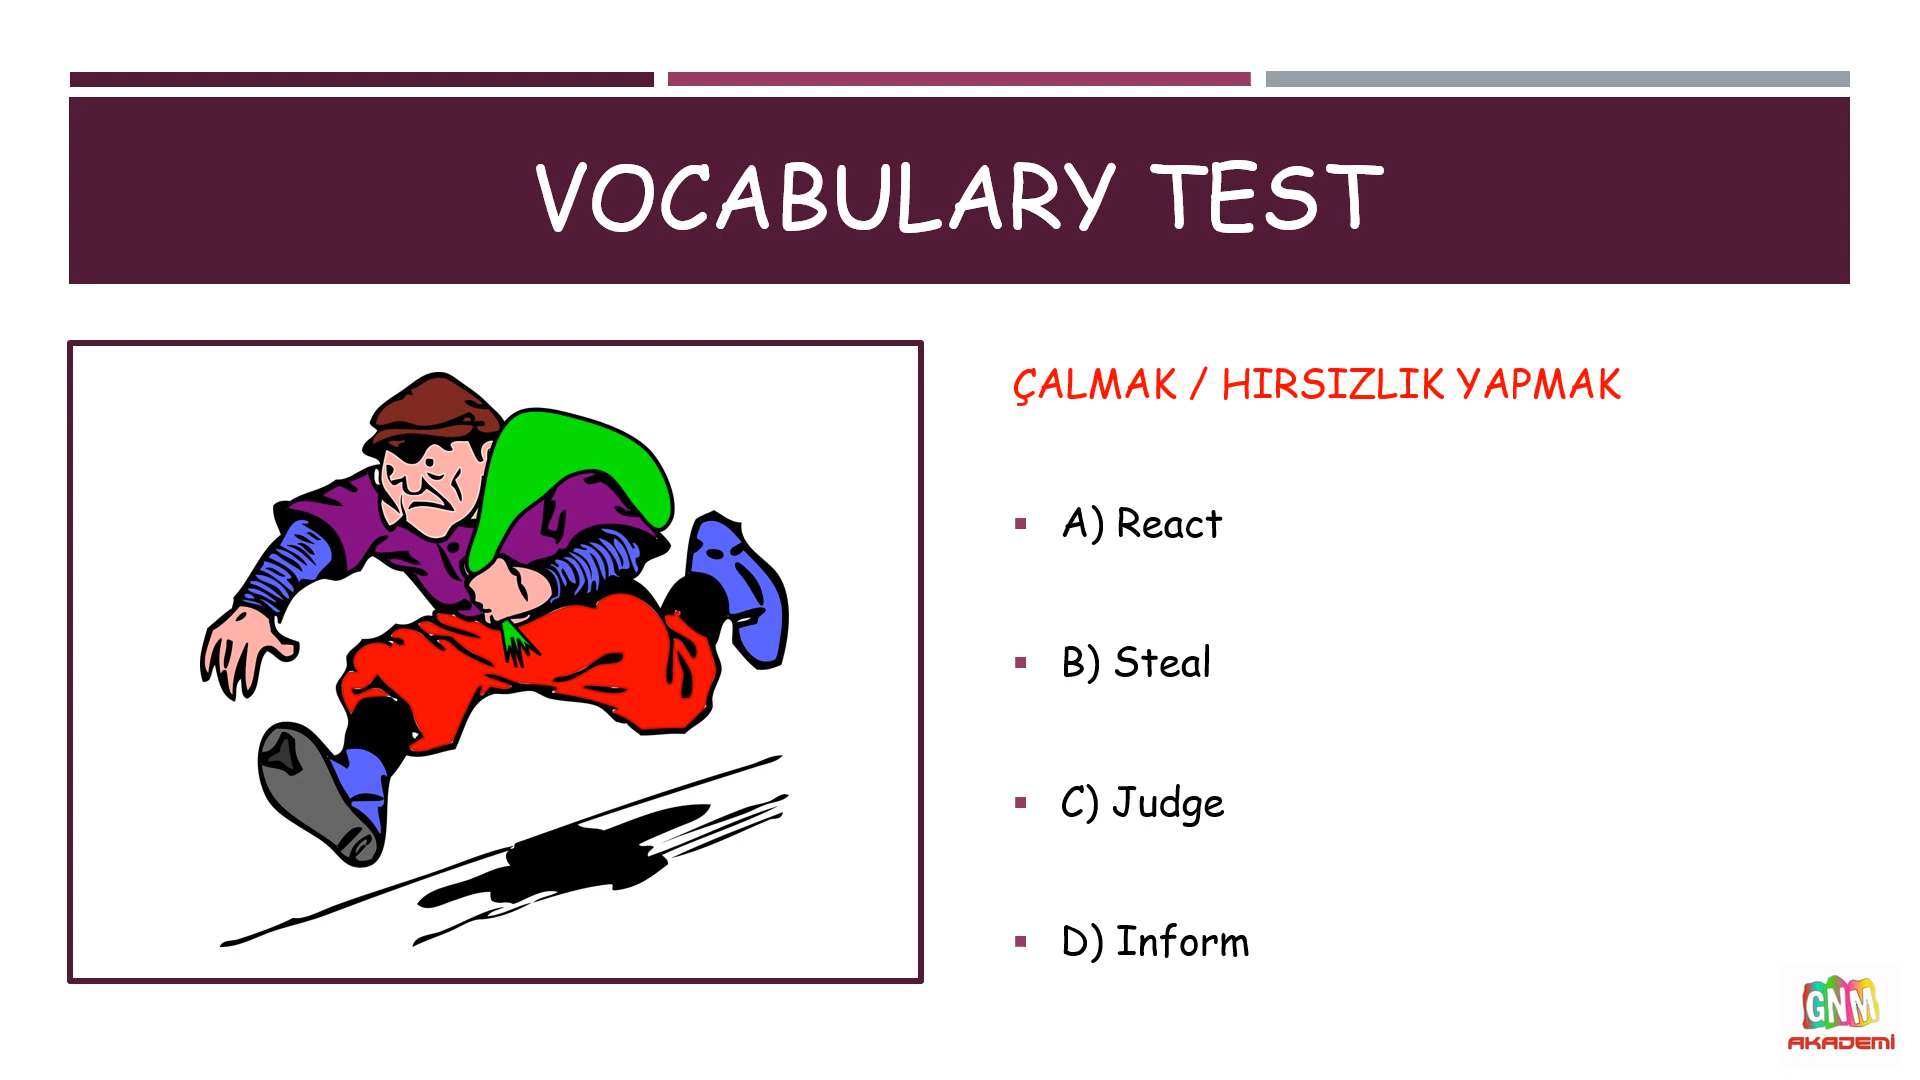 VOCABULARY TEST
ÇALMAK / HIRSIZLIK YAPMAK
A) React
B) Steal
C) Judge
D) Inform
GNM
AKADEMİ